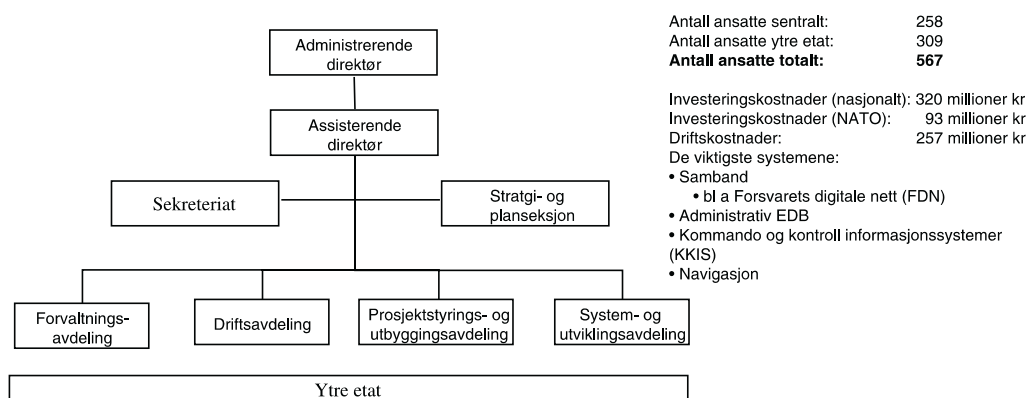 Administrerende
direktør
Assisterende
direktør
Sekreteriat
Stratgi- og
planseksjon
Forvaltnings-
avdeling
Driftsavdeling
Prosjektstyrings- og
utbyggingsavdeling
System- og
utviklingsavdeling
Ytre etat
Antall ansatte sentralt: 258
Antall ansatte ytre etat: 309
Antall ansatte totalt: 567
Investeringskostnader (nasjonalt): 320 millioner kr
Investeringskostnader (NATO): 93 millioner kr
Driftskostnader: 257 millioner kr
De viktigste systemene:
• Samband
• bl a Forsvarets digitale nett (FDN)
• Administrativ EDB
• Kommando og kontroll informasjonssystemer
(KKIS)
• Navigasjon